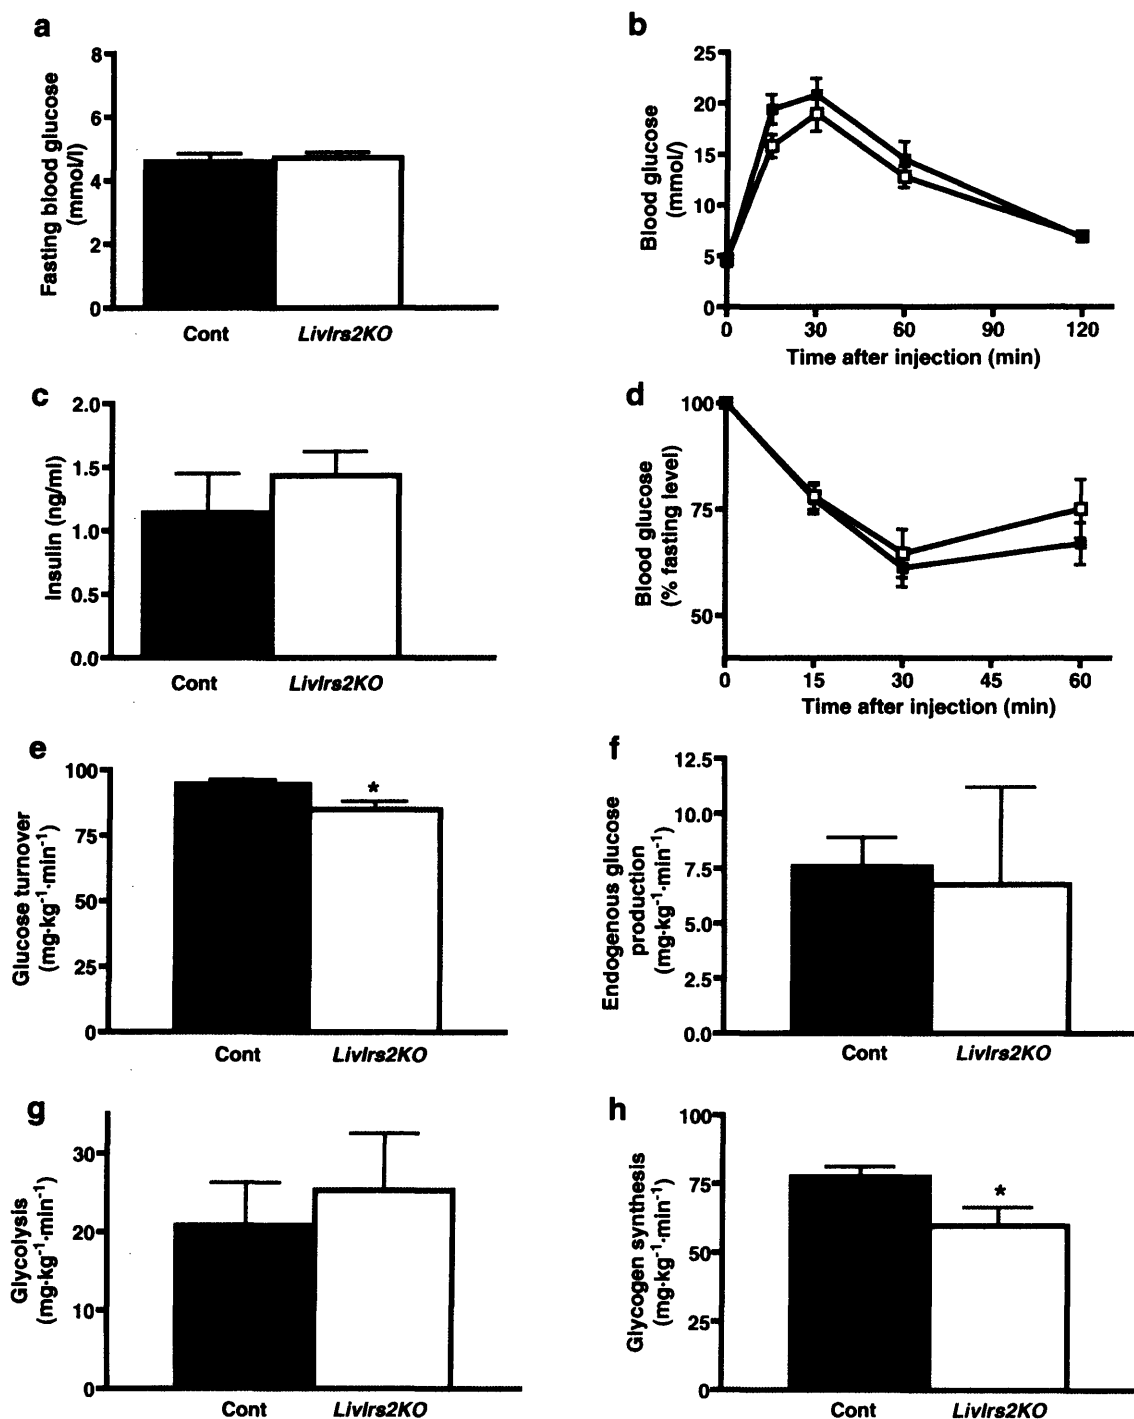 a
Fasting blood glucose
(mmol/l)
8
6
4
2
0
Cont
LivIrs2KO
b
Blood glucose
(mmol/)
25
20
15
10
5
0
0
30
60
90
120
Time after injection (min)
c
Insulin (ng/ml)
2.0
1.5
1.0
0.5
0.0
Cont
LivIrs2KO
d
Blood glucose
(% fasting level)
100
75
50
0
15
30
45
60
Time after injection (min)
e
Glucose turnover
(mg·kg⁻¹·min⁻¹)
100
75
50
25
0
*
Cont
LivIrs2KO
f
Endogenous glucose
production
(mg·kg⁻¹·min⁻¹)
12.5
10.0
7.5
5.0
2.5
0.0
Cont
LivIrs2KO
g
Glycolysis
(mg·kg⁻¹·min⁻¹)
30
20
10
0
Cont
LivIrs2KO
h
Glycogen synthesis
(mg·kg⁻¹·min⁻¹)
100
75
50
25
0
*
Cont
LivIrs2KO